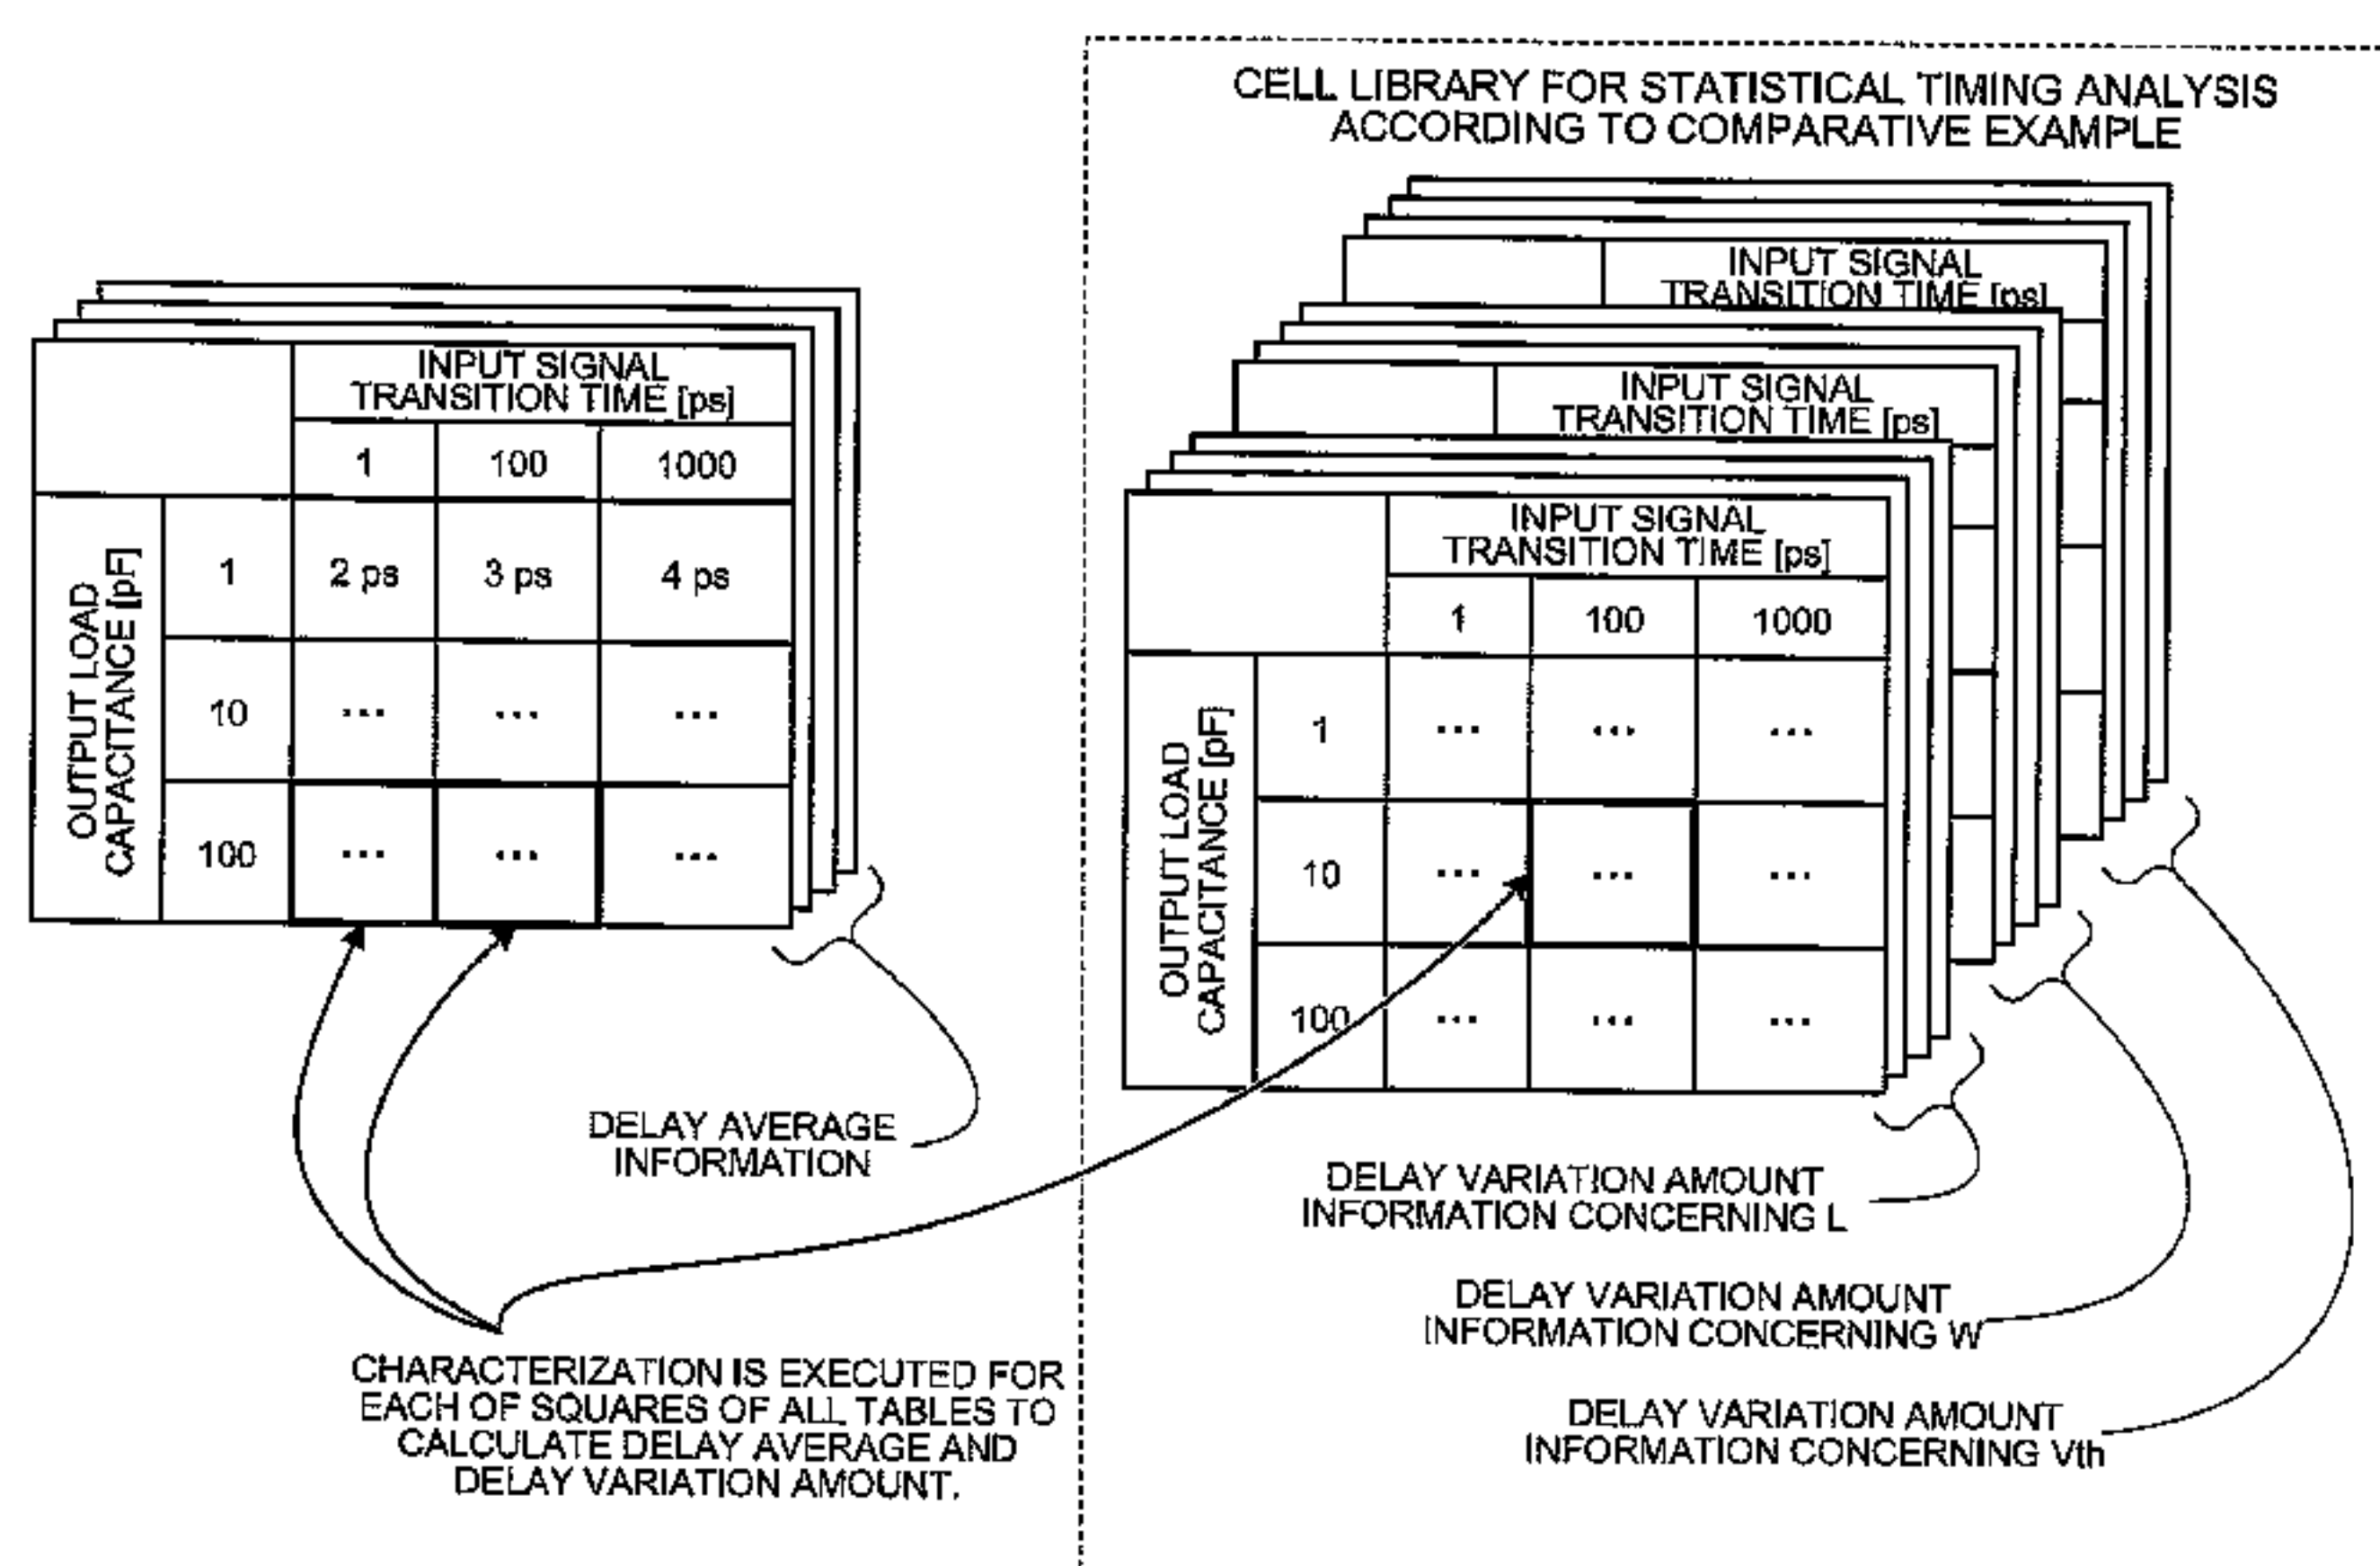 CELL LIBRARY FOR STATISTICAL TIMING ANALYSIS
ACCORDING TO COMPARATIVE EXAMPLE
INPUT SIGNAL
TRANSITION TIME [ps]
1 100 1000
OUTPUT LOAD
CAPACITANCE [pF]
1 2 ps 3 ps 4 ps
10 ... ... ...
100 ... ... ...
INPUT SIGNAL
TRANSITION TIME [ps]
INPUT SIGNAL
TRANSITION TIME [ps]
INPUT SIGNAL
TRANSITION TIME [ps]
1 100 1000
OUTPUT LOAD
CAPACITANCE [pF]
1 ... ... ...
10 ... ... ...
100 ... ... ...
DELAY AVERAGE
INFORMATION
DELAY VARIATION AMOUNT
INFORMATION CONCERNING L
DELAY VARIATION AMOUNT
INFORMATION CONCERNING W
DELAY VARIATION AMOUNT
INFORMATION CONCERNING Vth
CHARACTERIZATION IS EXECUTED FOR
EACH OF SQUARES OF ALL TABLES TO
CALCULATE DELAY AVERAGE AND
DELAY VARIATION AMOUNT.